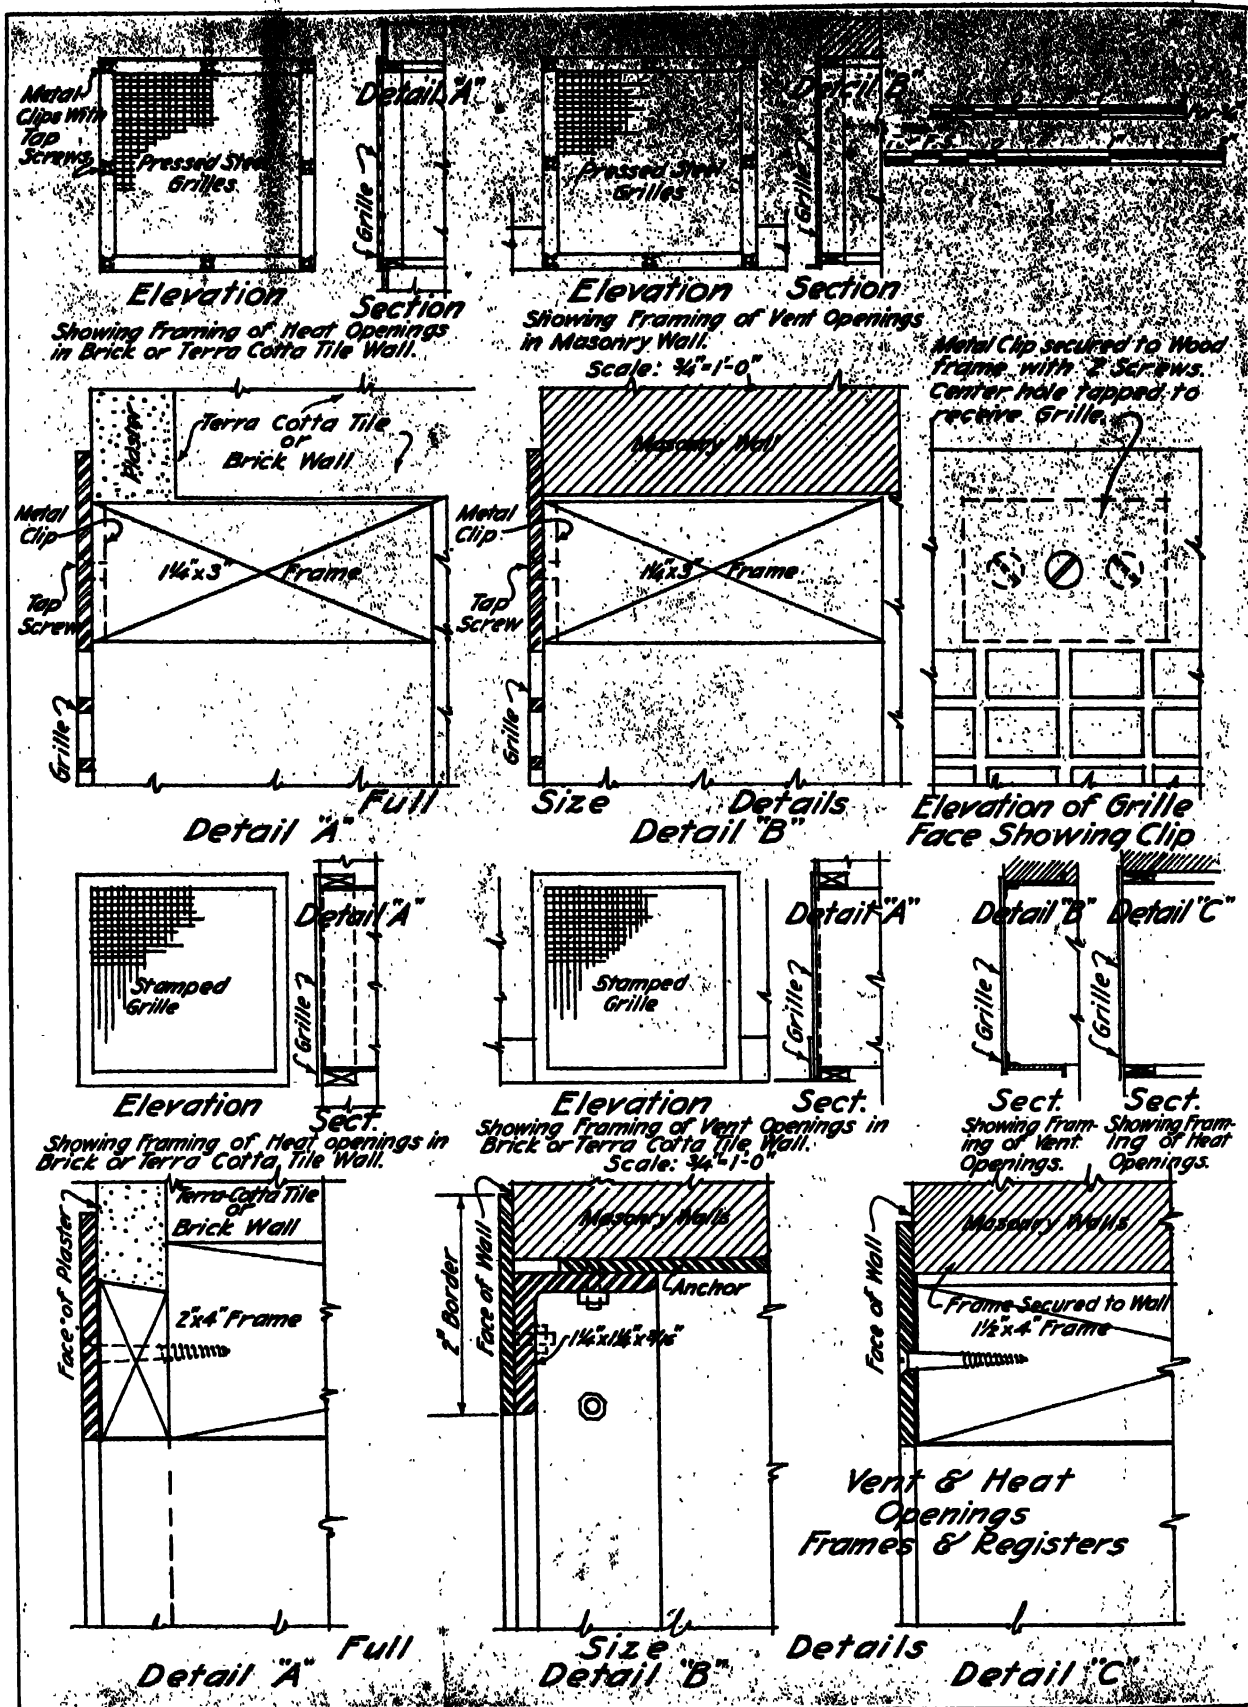 Metal
Clips with
Tap
Screws
Pressed Steel
Grilles
Detail "A"
Grille
Elevation
Section
Showing Framing of Heat Openings
in Brick or Terra Cotta Tile Wall.
Pressed Steel
Grilles
Detail "B"
Grille
Elevation
Section
Showing Framing of Vent Openings
in Masonry Wall.
Scale: ¾"=1'-0"
Metal Clip secured to Wood
frame with 2 Screws.
Center hole tapped to
receive Grille.
Plaster
Terra Cotta Tile
or
Brick Wall
Metal
Clip
1¼"x3" Frame
Tap
Screw
Grille
Masonry Wall
Metal
Clip
1¼"x3" Frame
Tap
Screw
Grille
Full Size Details
Detail "A"
Detail "B"
Elevation of Grille
Face Showing Clip
Stamped
Grille
Detail "A"
Grille
Elevation
Sect.
Showing Framing of Heat openings in
Brick or Terra Cotta Tile Wall.
Stamped
Grille
Detail "A"
Grille
Elevation
Sect.
Showing Framing of Vent Openings in
Brick or Terra Cotta Tile Wall.
Scale: ¾"=1'-0"
Detail "B"
Grille
Sect.
Showing Fram-
ing of Vent
Openings.
Detail "C"
Grille
Sect.
Showing Fram-
ing of Heat
Openings.
Face of Plaster
Terra-Cotta Tile
or
Brick Wall
2"x4" Frame
2" Border
Face of Wall
Masonry Walls
Anchor
1¼"x1¼"x3/16"
Face of Wall
Masonry Walls
Frame Secured to Wall
1½"x4" Frame
Vent & Heat
Openings
Frames & Registers
Full Size Details
Detail "A"
Detail "B"
Detail "C"